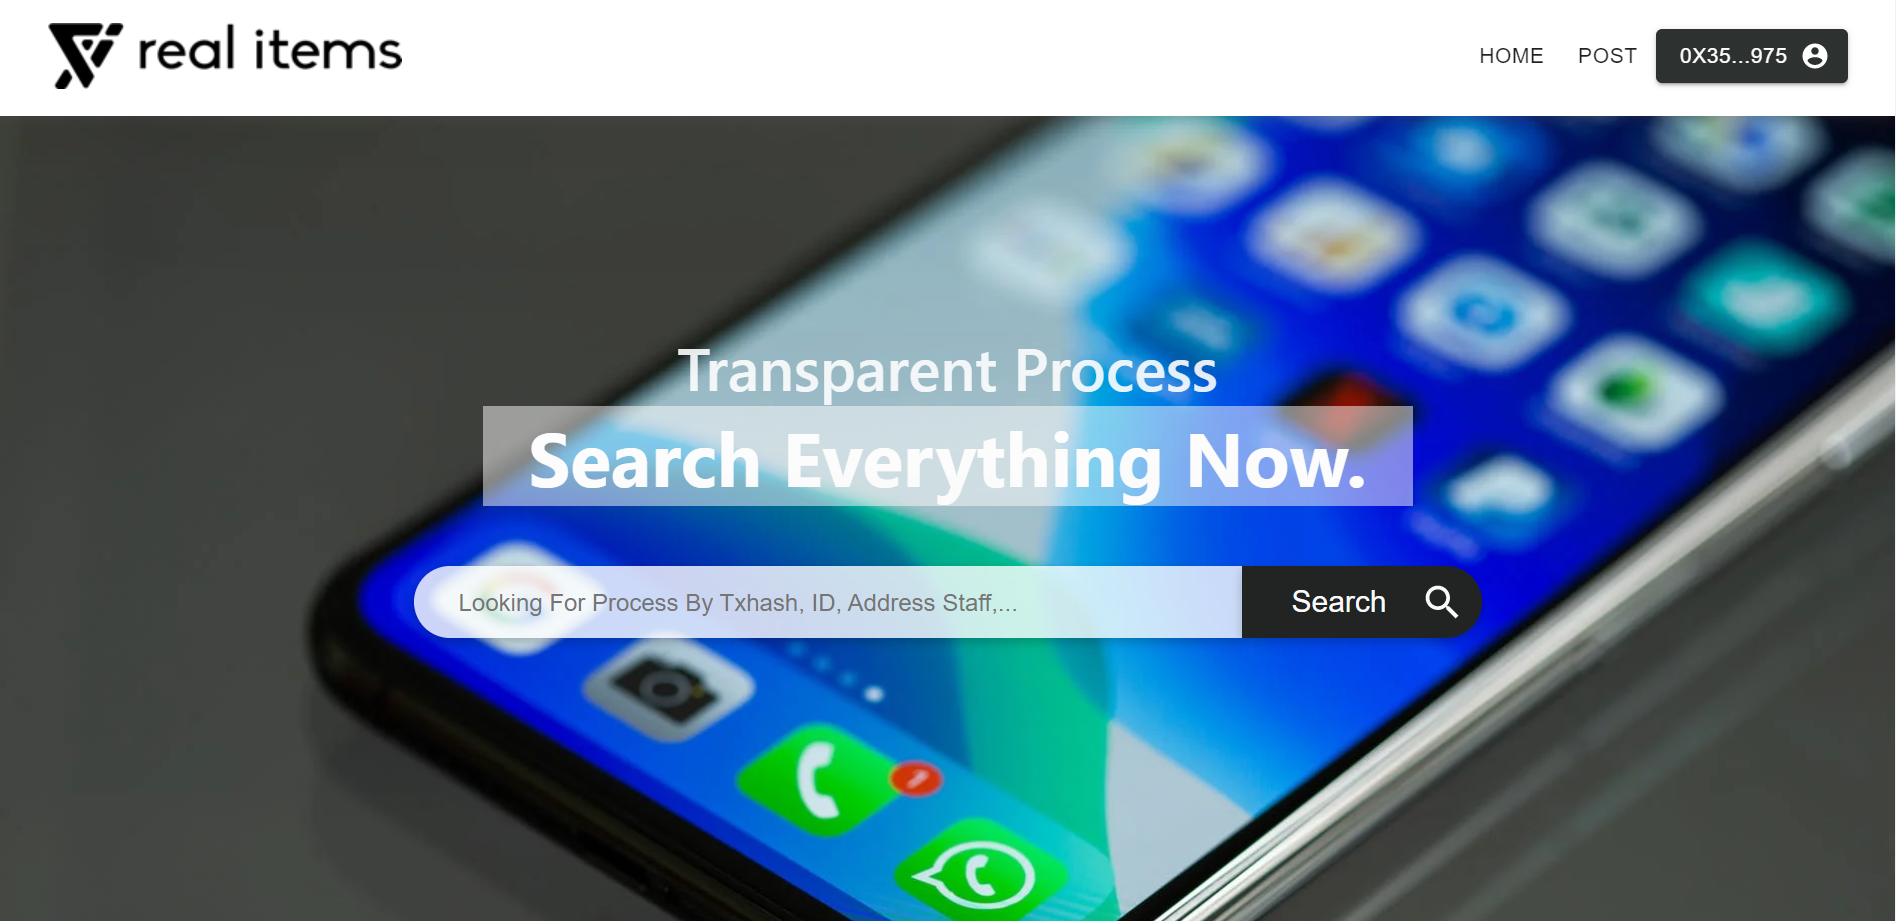 real items
HOME POST 0X35...975
Transparent Process
Search Everything Now.
Looking For Process By Txhash, ID, Address Staff,...
Search
1